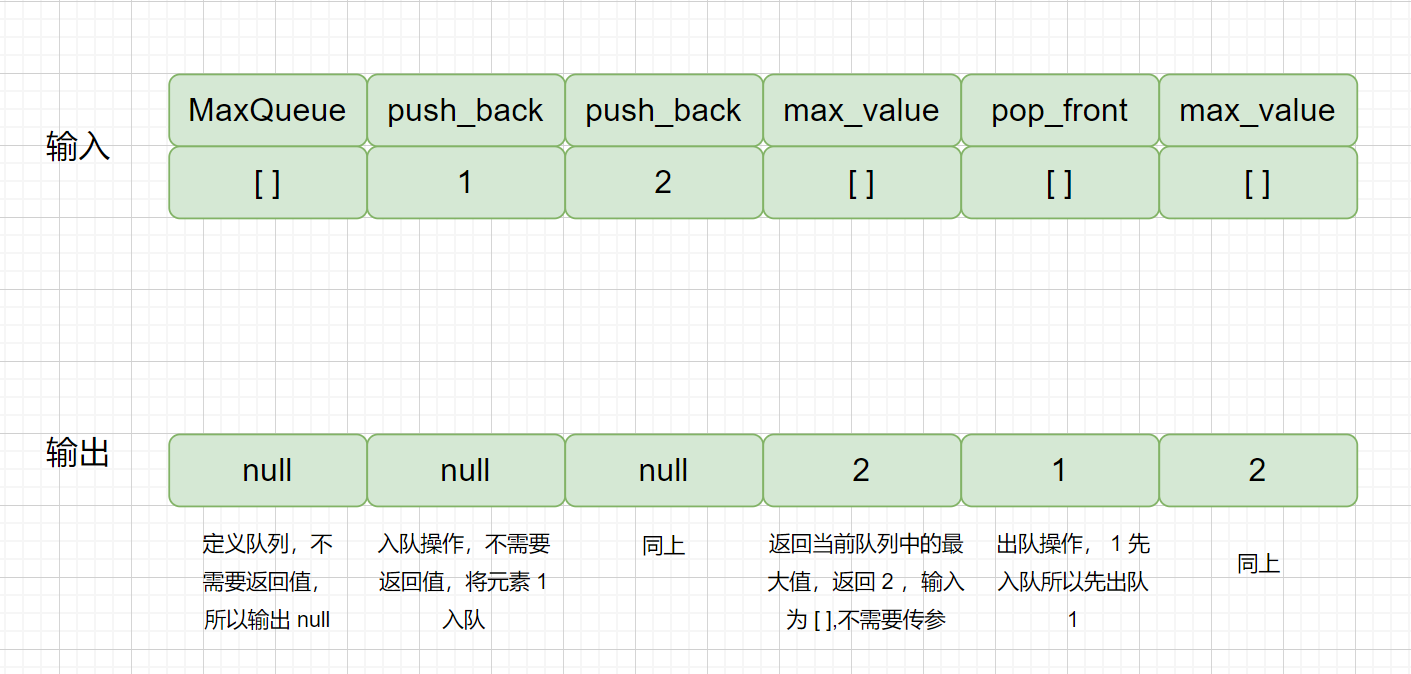 输入
MaxQueue push_back push_back max_value pop_front max_value
[ ] 1 2 [ ] [ ] [ ]
输出
null null null 2 1 2
定义队列，不
需要返回值，
所以输出 null
入队操作，不需要
返回值，将元素 1
入队
同上
返回当前队列中的最
大值，返回 2 ，输入
为 [ ],不需要传参
出队操作， 1 先
入队所以先出队
1
同上